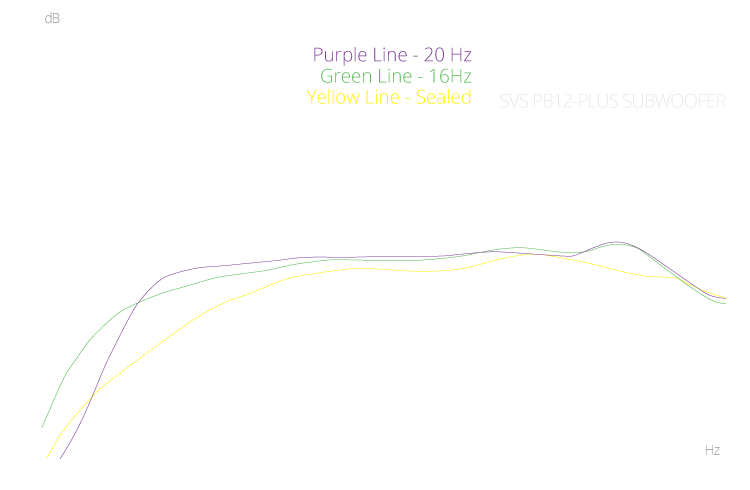 dB
Purple Line - 20 Hz
Green Line - 16Hz
Yellow Line - Sealed
SVS PB12-PLUS SUBWOOFER
Hz